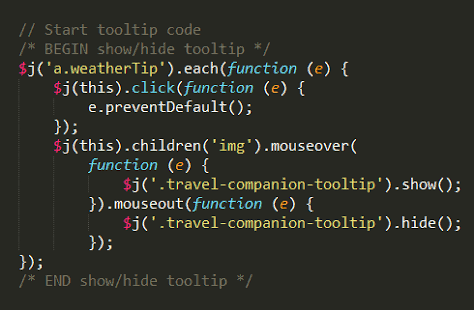 // Start tooltip code
/* BEGIN show/hide tooltip */
$j('a.weatherTip').each(function (e) {
    $j(this).click(function (e) {
        e.preventDefault();
    });
    $j(this).children('img').mouseover(
        function (e) {
            $j('.travel-companion-tooltip').show();
        }).mouseout(function (e) {
            $j('.travel-companion-tooltip').hide();
        });
});
/* END show/hide tooltip */